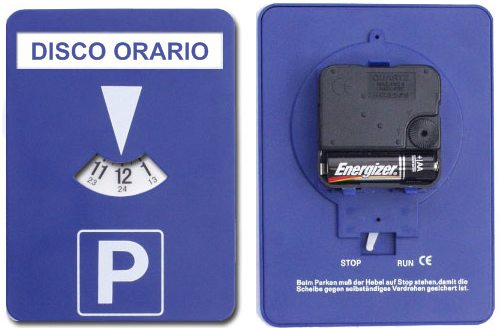 DISCO ORARIO
11 12 1
23 24 13
P
QUARTZ
Energizer
STOP RUN CE
Beim Parken muß der Hebel auf Stop stehen,damit die
Scheibe gegen selbständiges Verdrehen gesichert ist.